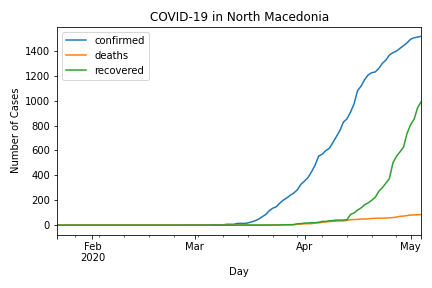 COVID-19 in North Macedonia
confirmed
deaths
recovered
1400
1200
1000
800
600
400
200
0
Number of Cases
Feb
2020
Mar
Apr
May
Day